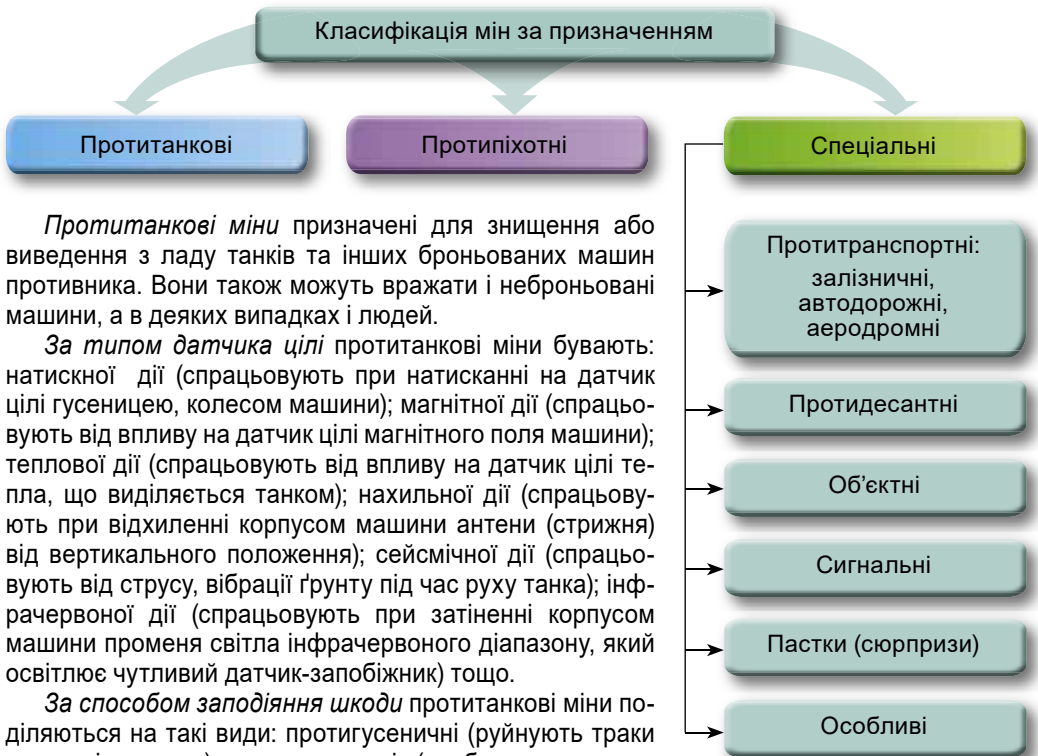 Класифікація мін за призначенням
Протитанкові
Протипіхотні
Спеціальні
Протитанкові міни призначені для знищення або
виведення з ладу танків та інших броньованих машин
противника. Вони також можуть вражати і неброньовані
машини, а в деяких випадках і людей.
За типом датчика цілі протитанкові міни бувають:
натискної дії (спрацьовують при натисканні на датчик
цілі гусеницею, колесом машини); магнітної дії (спрацьо-
вують від впливу на датчик цілі магнітного поля машини);
теплової дії (спрацьовують від впливу на датчик цілі те-
пла, що виділяється танком); нахильної дії (спрацьову-
ють при відхиленні корпусом машини антени (стрижня)
від вертикального положення); сейсмічної дії (спрацьо-
вують від струсу, вібрації ґрунту під час руху танка); інф-
рачервоної дії (спрацьовують при затіненні корпусом
машини променя світла інфрачервоного діапазону, який
освітлює чутливий датчик-запобіжник) тощо.
За способом заподіяння шкоди протитанкові міни по-
діляються на такі види: протигусеничні (руйнують траки
Протитранспортні:
залізничні,
автодорожні,
аеродромні
Протидесантні
Об’єктні
Сигнальні
Пастки (сюрпризи)
Особливі